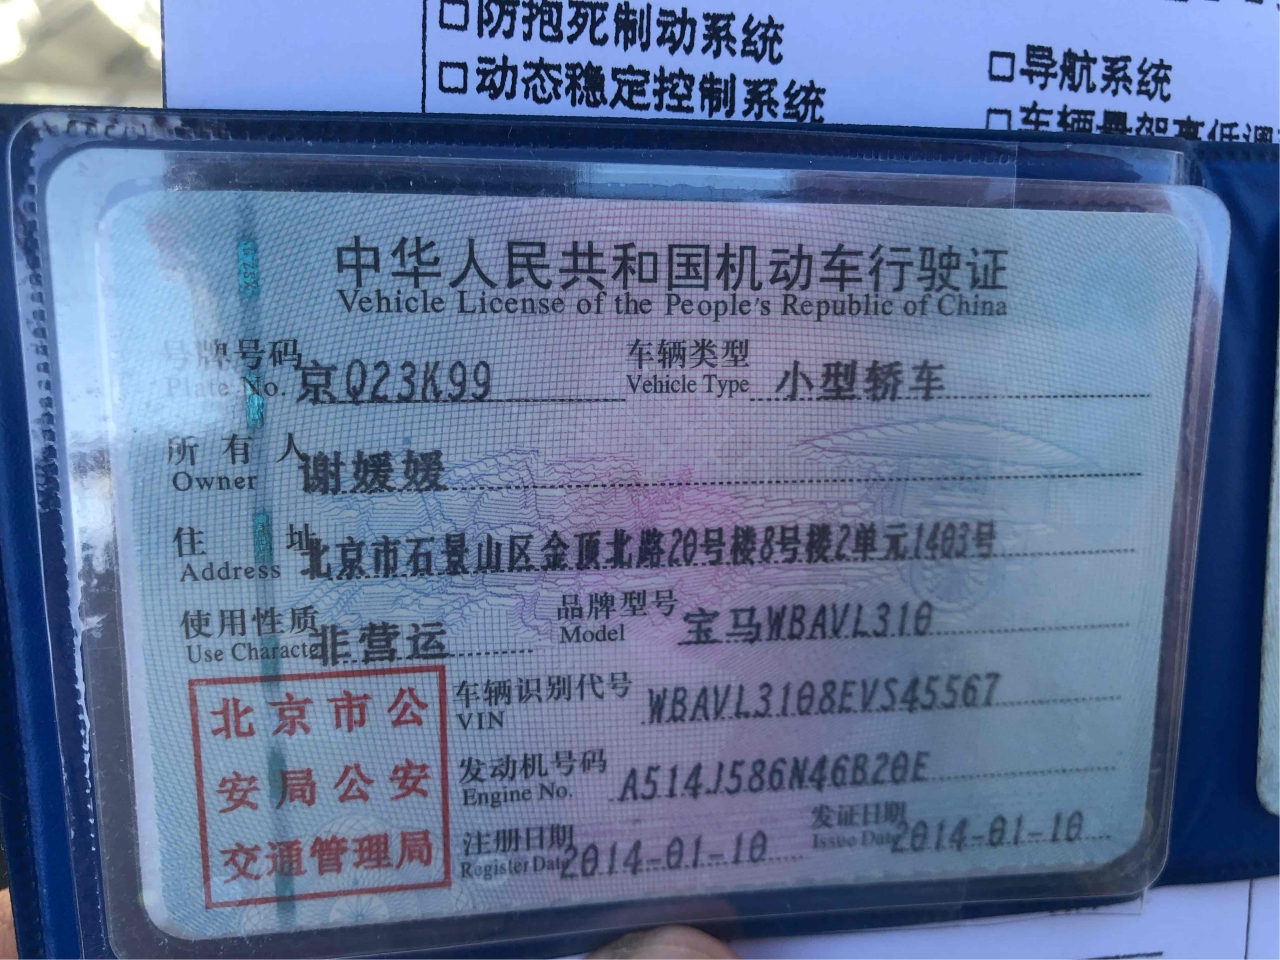 □防抱死制动系统
□动态稳定控制系统
□导航系统
□车辆悬架高低调
中华人民共和国机动车行驶证
Vehicle License of the People's Republic of China
号牌号码 京Q23K99 车辆类型 小型轿车
Plate No. Vehicle Type
所有人 谢媛媛
Owner
住址 北京市石景山区金顶北路20号楼8号楼2单元1403号
Address
使用性质 非营运 品牌型号 宝马WBAVL310
Use Characte Model
北京市公
安局公安
交通管理局
车辆识别代号 WBAVL3108EVS45567
VIN
发动机号码 A514J586N46B20E
Engine No.
注册日期 2014-01-10 发证日期 2014-01-10
Register Date Issue Date